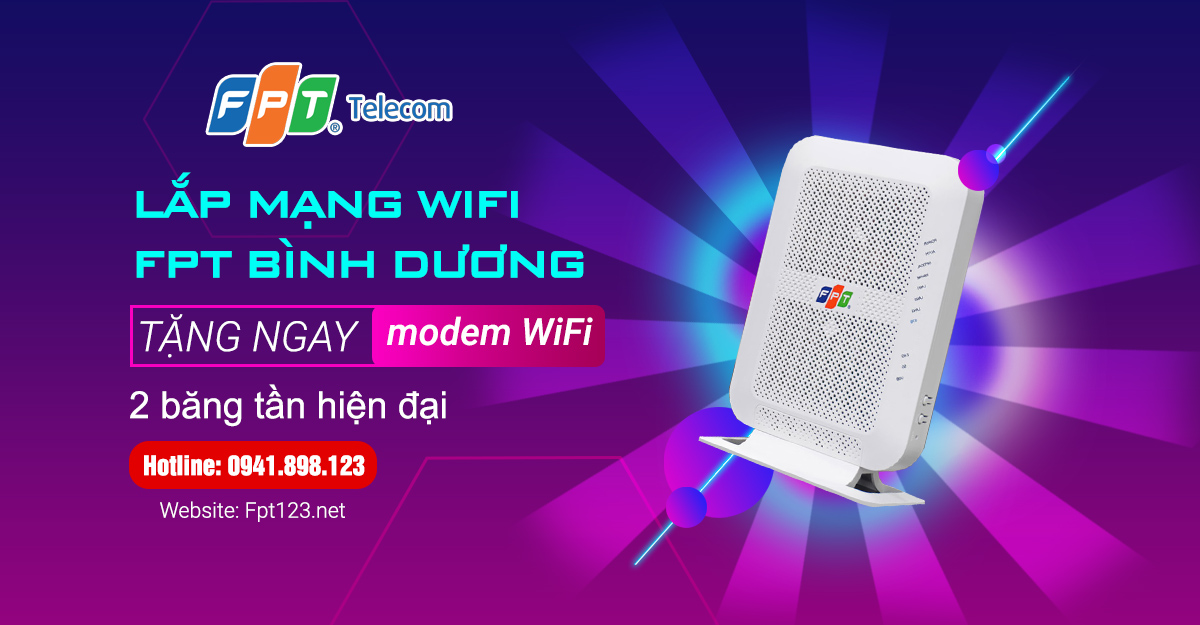 FPT® Telecom
LẮP MẠNG WIFI
FPT BÌNH DƯƠNG
TẶNG NGAY modem WiFi
2 băng tần hiện đại
Hotline: 0941.898.123
Website: Fpt123.net
FPT